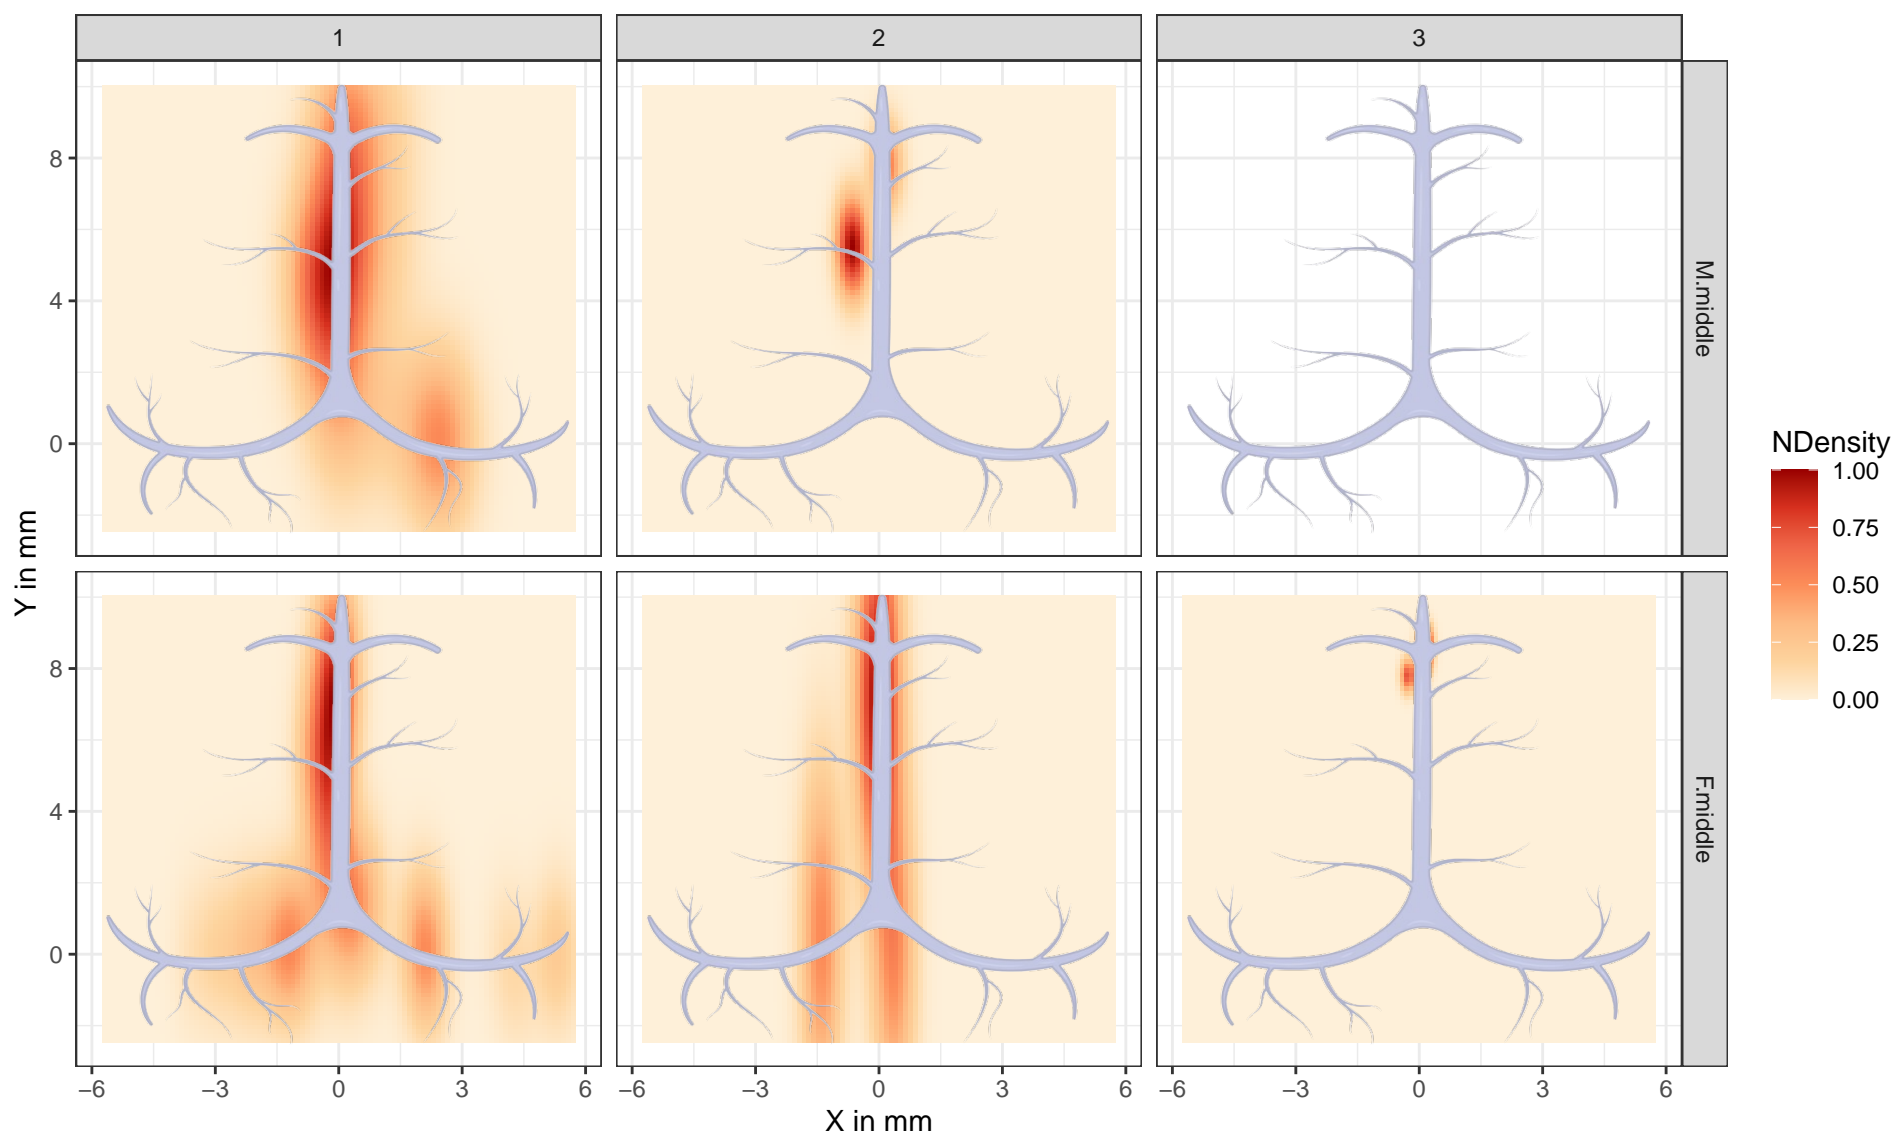 1 2 3
8
4
0
M.middle
8
4
0
F.middle
−6 −3 0 3 6 −6 −3 0 3 6 −6 −3 0 3 6
X in mm
Y in mm
NDensity
1.00
0.75
0.50
0.25
0.00